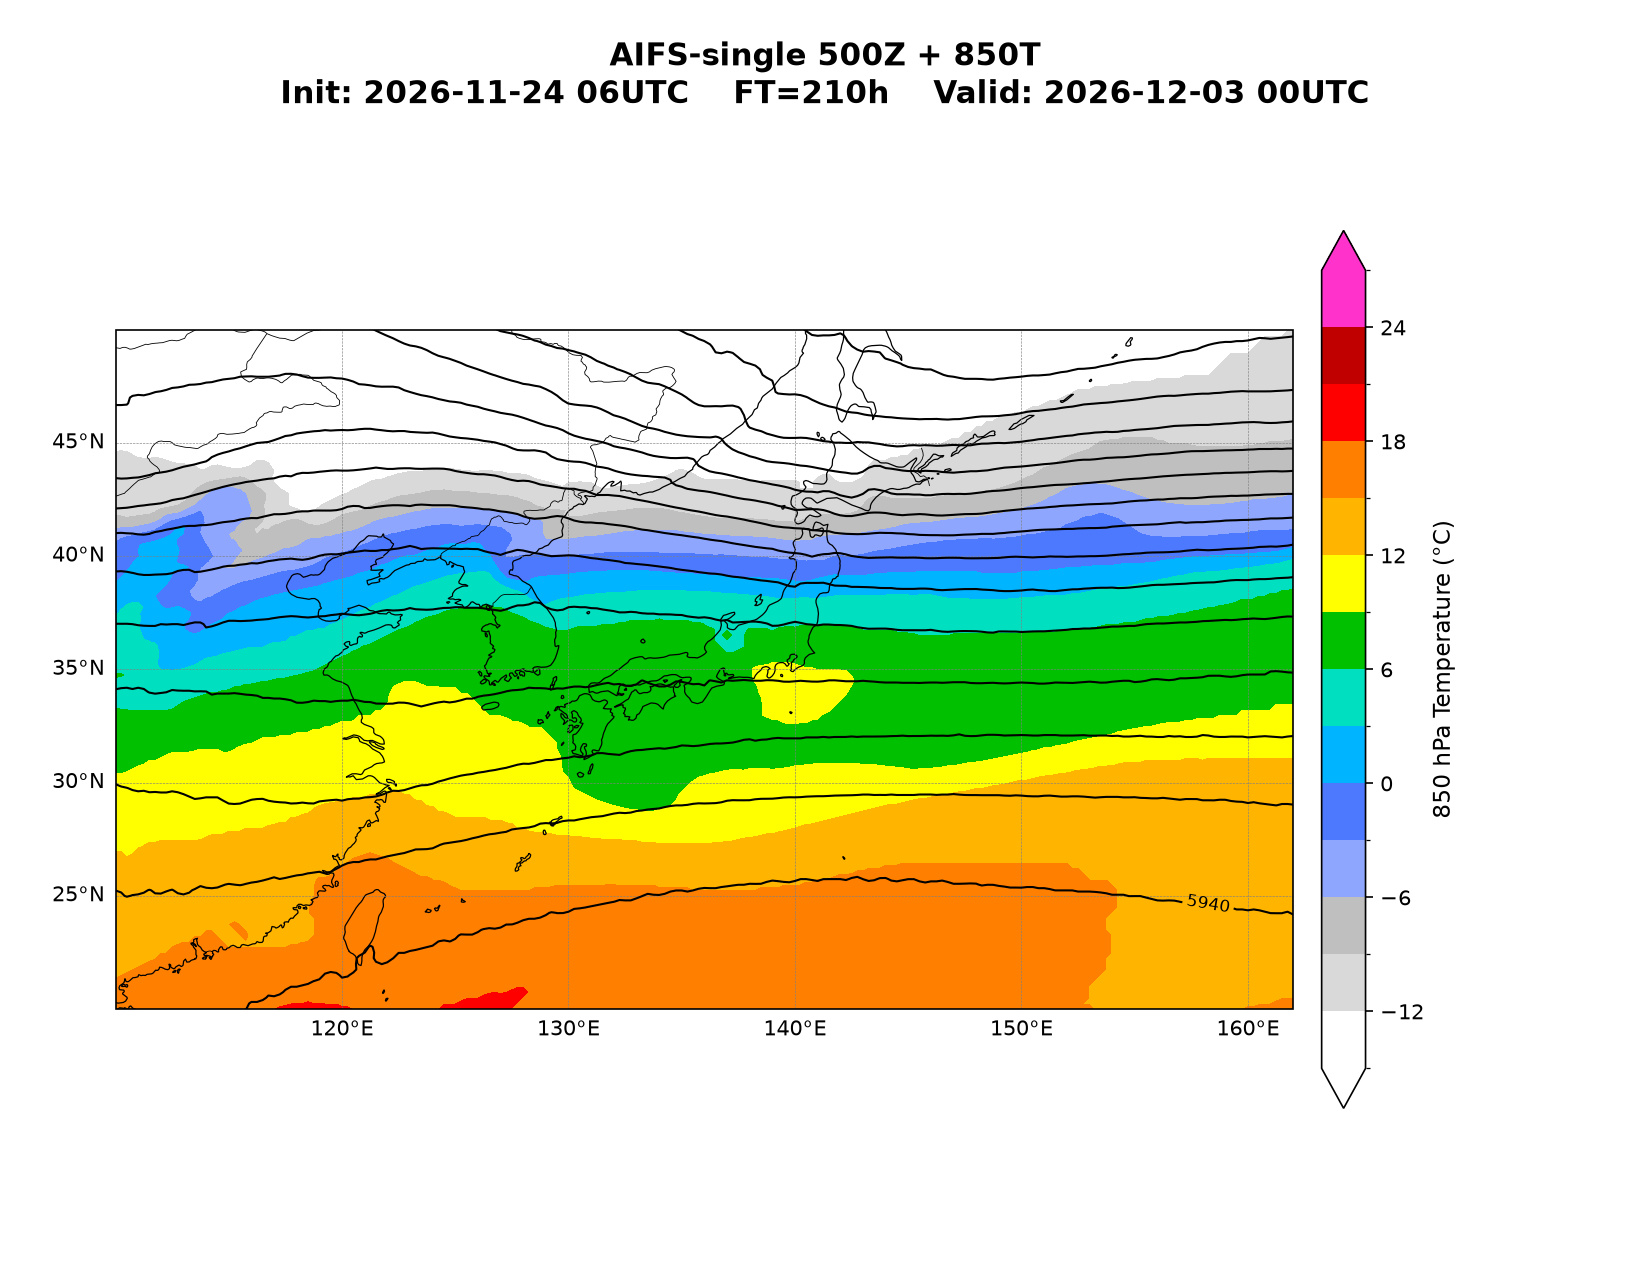 AIFS-single 500Z + 850T
Init: 2026-11-24 06UTC FT=210h Valid: 2026-12-03 00UTC
45°N
40°N
35°N
30°N
25°N
5940
120°E 130°E 140°E 150°E 160°E
24
18
12
6
0
−6
−12
850 hPa Temperature (°C)